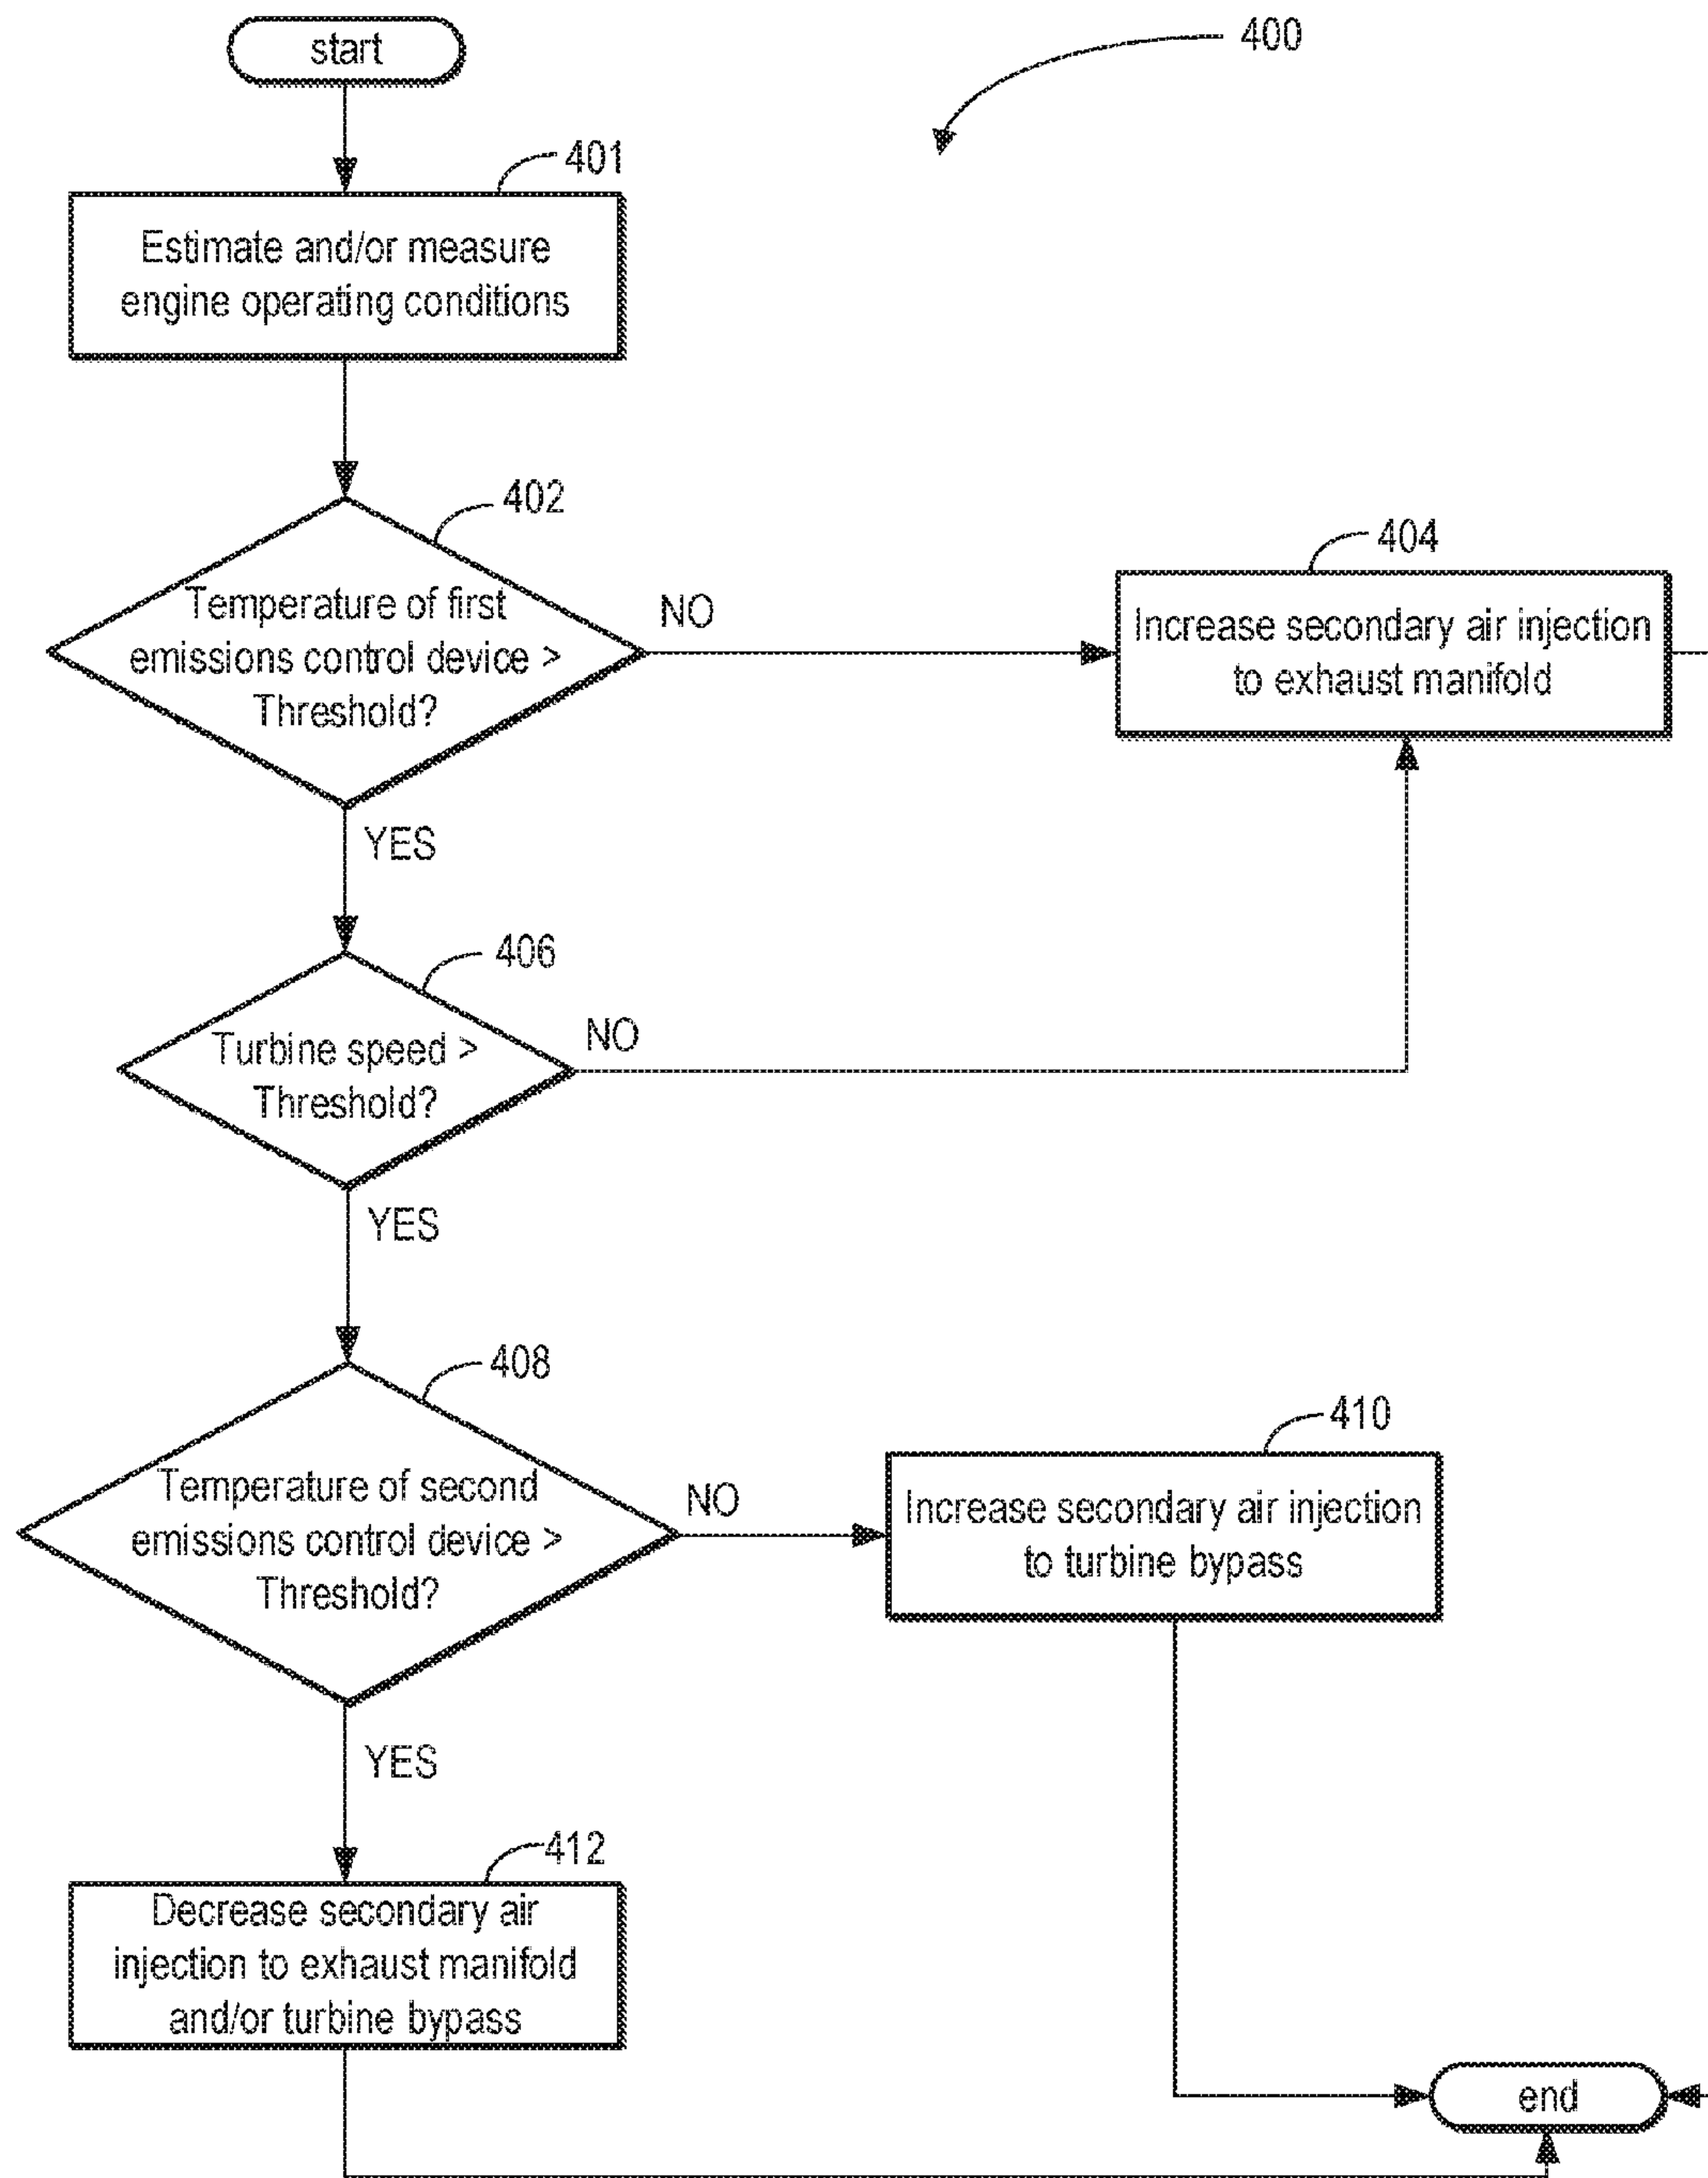 start
400
401
Estimate and/or measure
engine operating conditions
402
Temperature of first
emissions control device >
Threshold?
NO
404
Increase secondary air injection
to exhaust manifold
YES
406
Turbine speed >
Threshold?
NO
YES
408
Temperature of second
emissions control device >
Threshold?
NO
410
Increase secondary air injection
to turbine bypass
YES
412
Decrease secondary air
injection to exhaust manifold
and/or turbine bypass
end